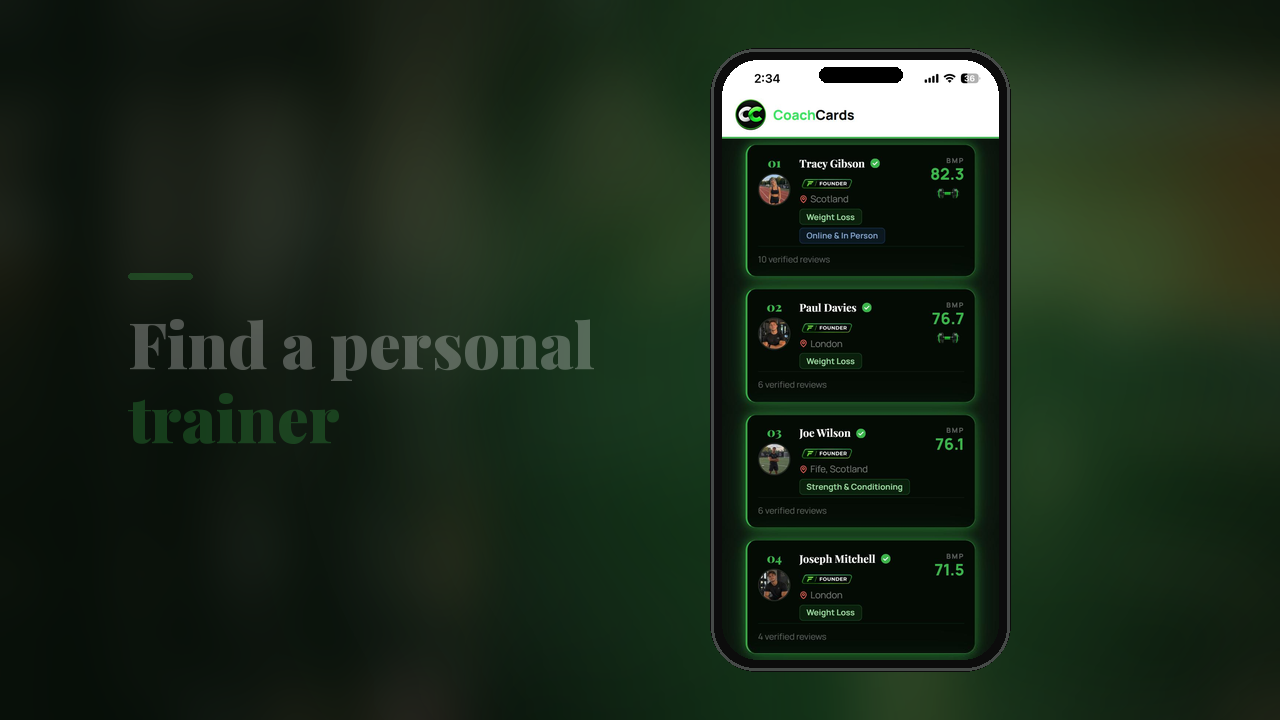 Find a personal
trainer
2:34
36
CC CoachCards
01 Tracy Gibson
FOUNDER
Scotland
Weight Loss
Online & In Person
BMP
82.3
10 verified reviews
02 Paul Davies
FOUNDER
London
Weight Loss
BMP
76.7
6 verified reviews
03 Joe Wilson
FOUNDER
Fife, Scotland
Strength & Conditioning
BMP
76.1
6 verified reviews
04 Joseph Mitchell
FOUNDER
London
Weight Loss
BMP
71.5
4 verified reviews